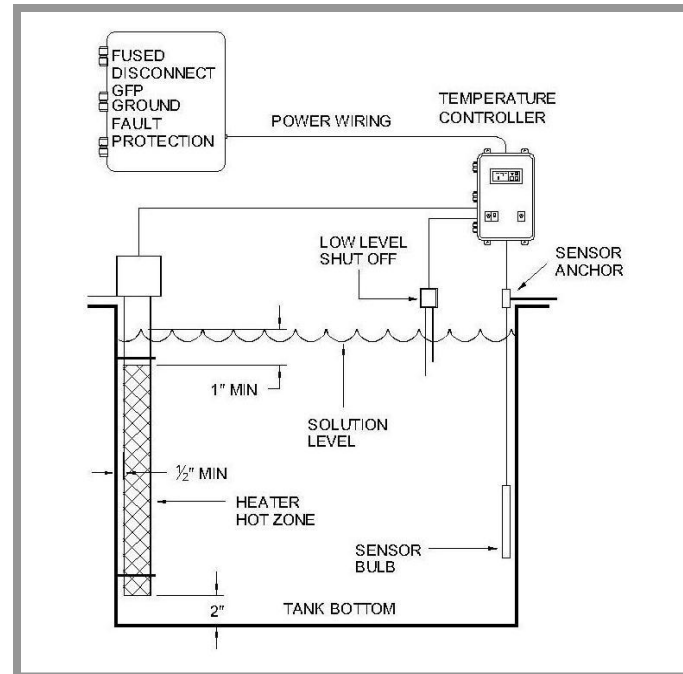 FUSED
DISCONNECT
GFP
GROUND
FAULT
PROTECTION
POWER WIRING
TEMPERATURE
CONTROLLER
LOW LEVEL
SHUT OFF
SENSOR
ANCHOR
1" MIN
SOLUTION
LEVEL
½" MIN
HEATER
HOT ZONE
SENSOR
BULB
2"
TANK BOTTOM